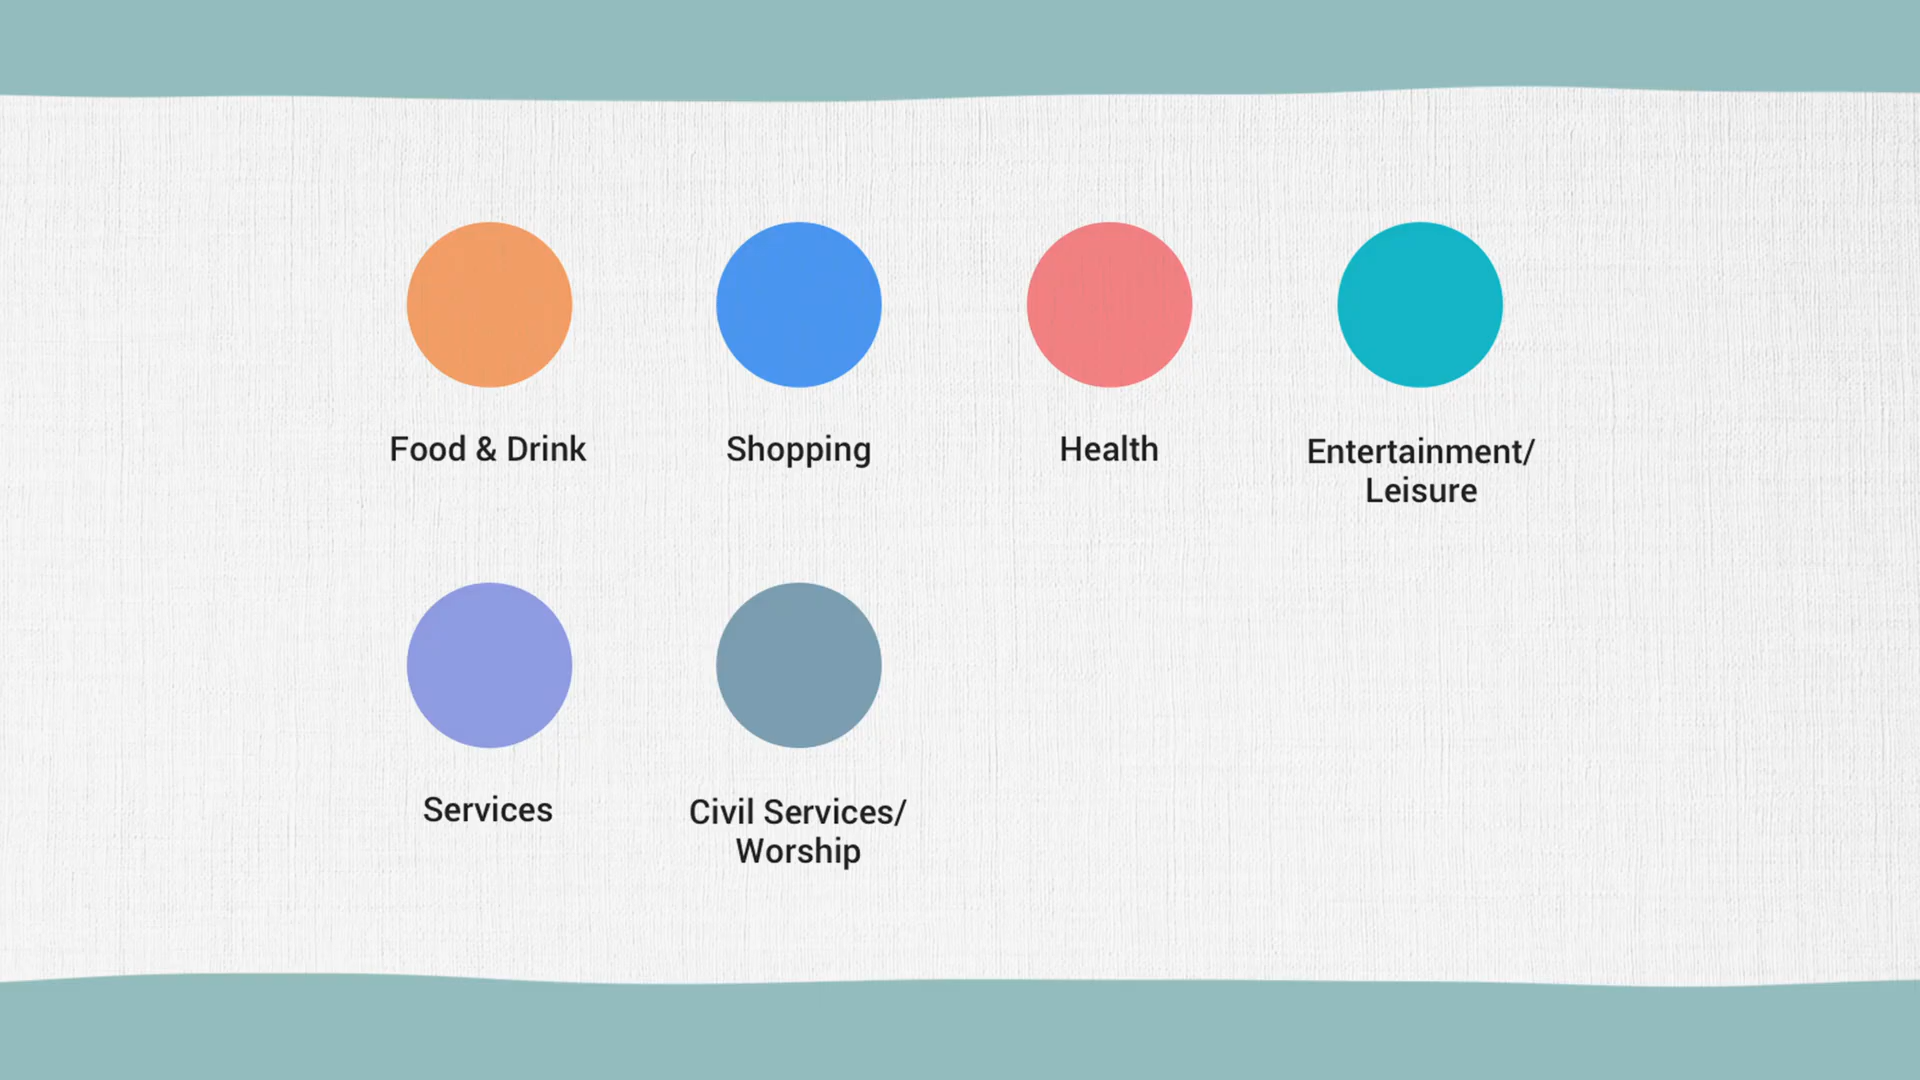 Food & Drink
Shopping
Health
Entertainment/
Leisure
Services
Civil Services/
Worship